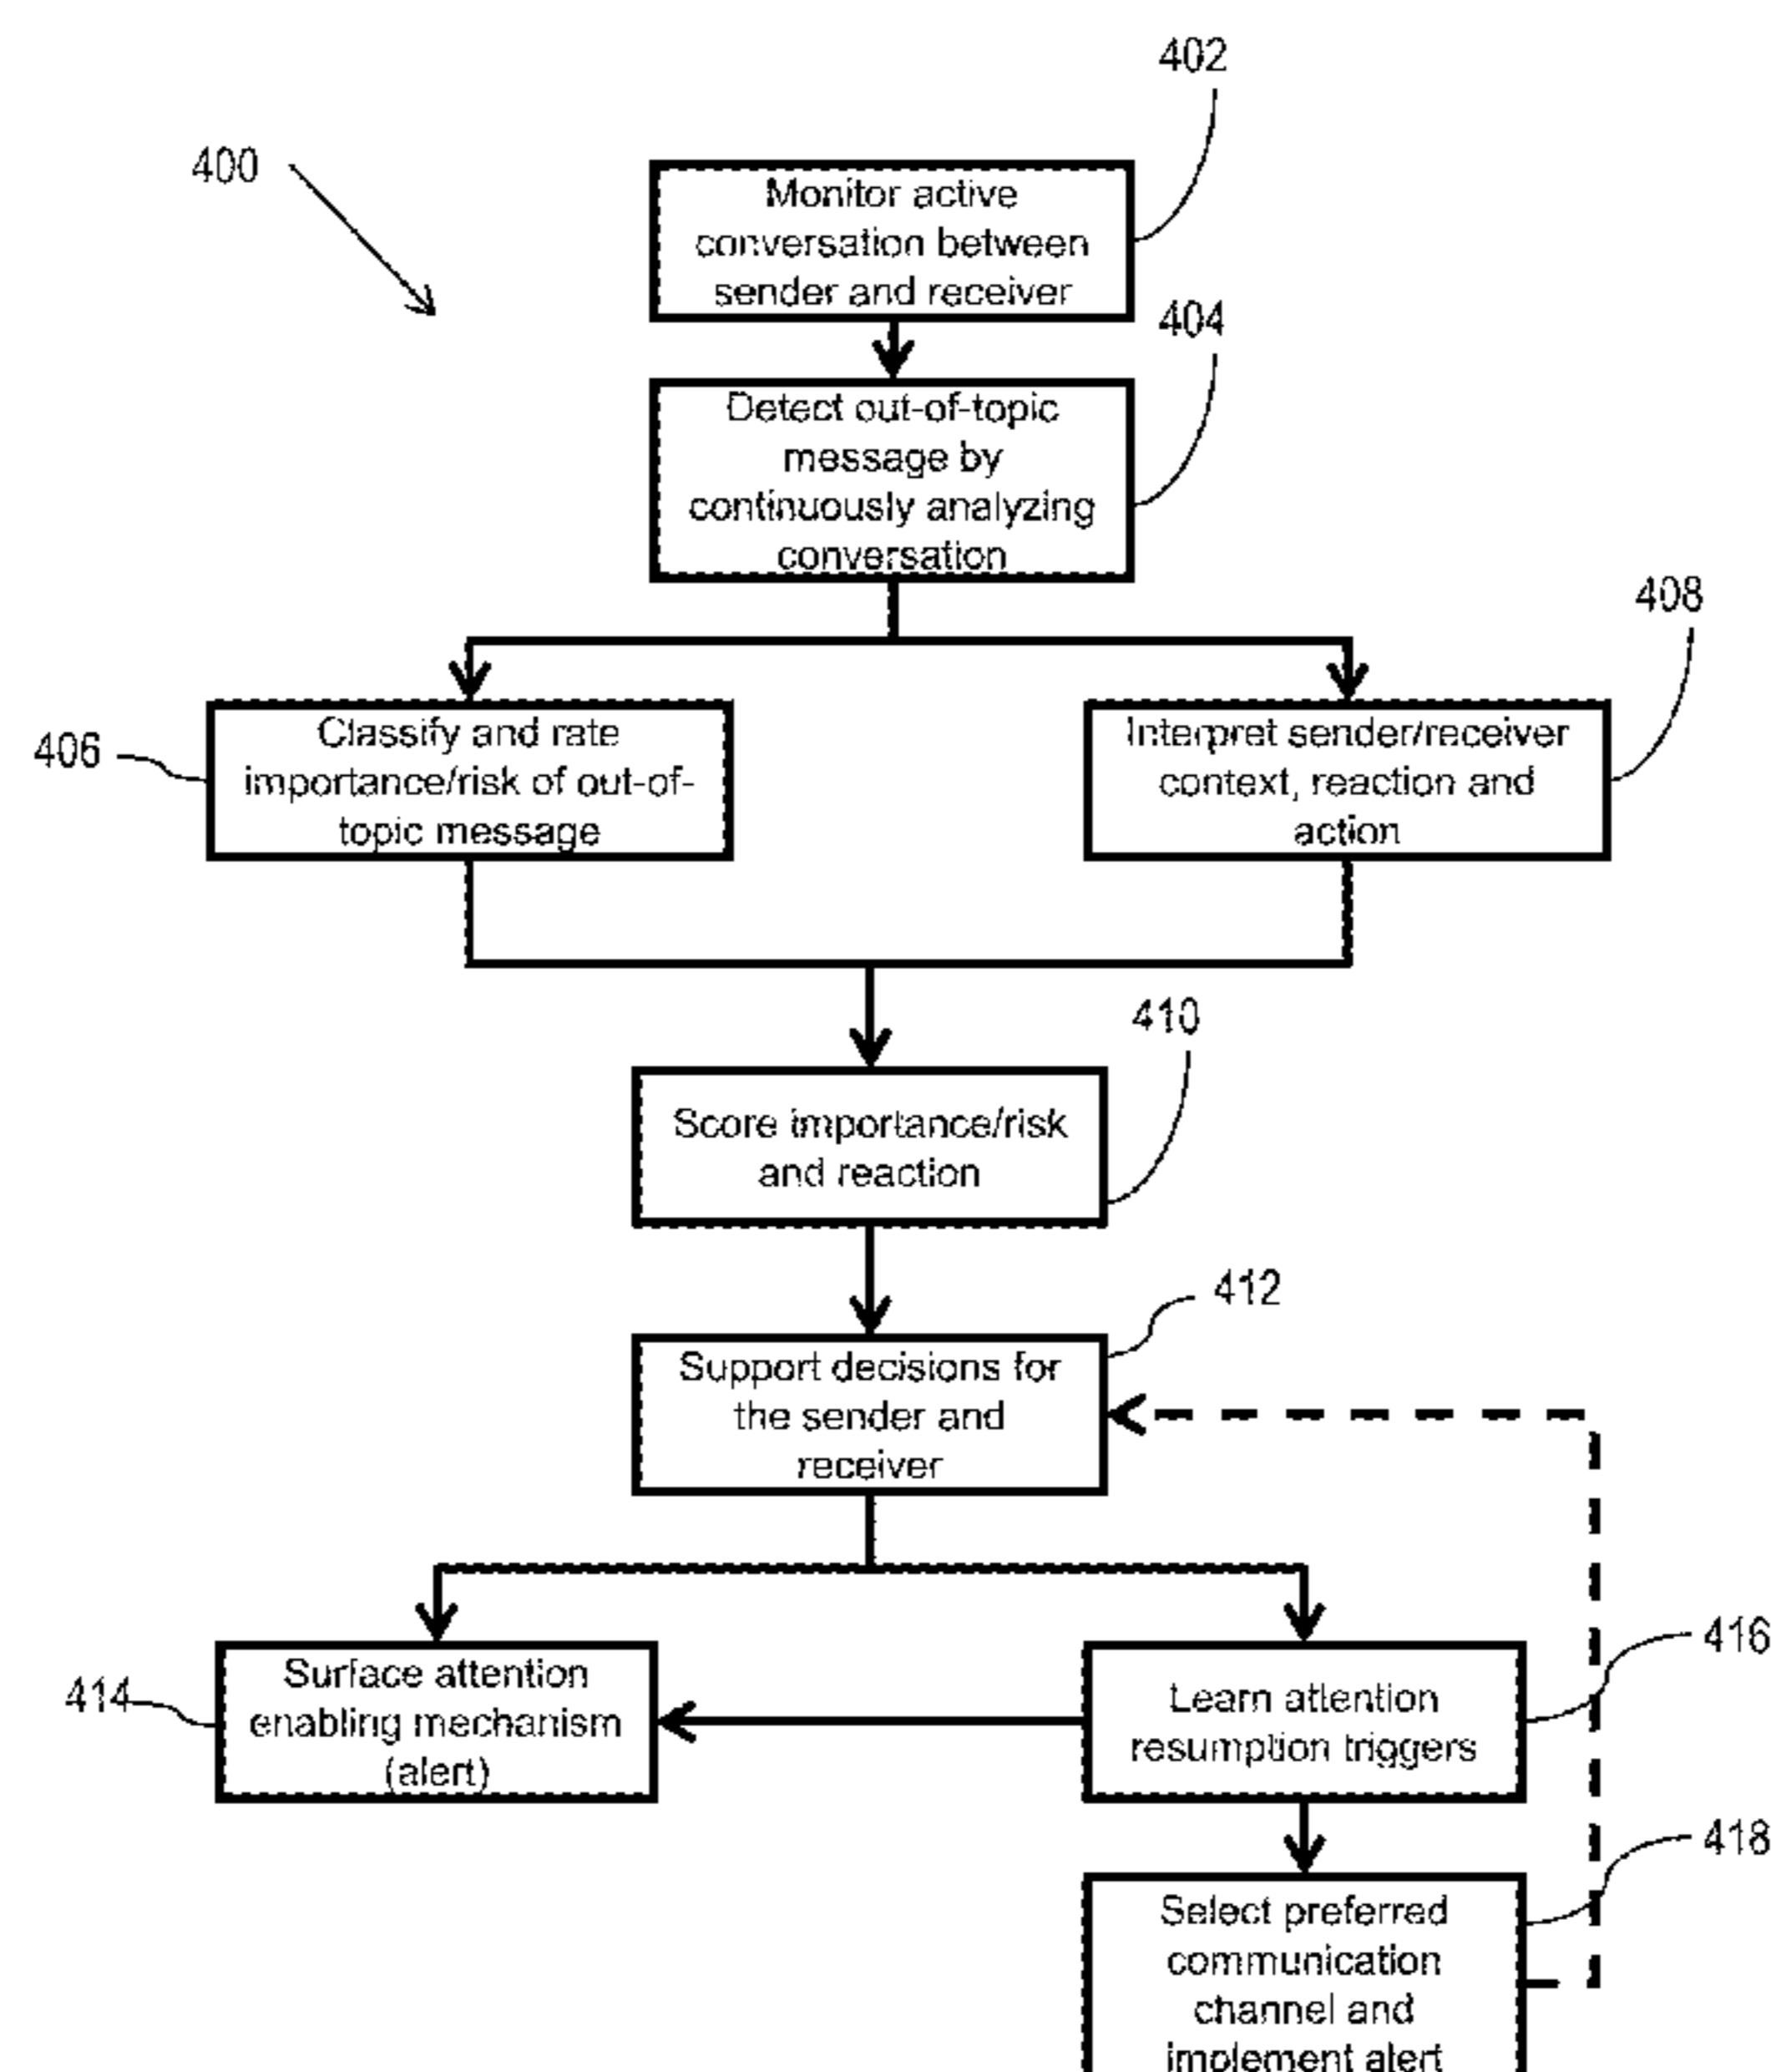 402
400
Monitor active
conversation between
sender and receiver
404
Detect out-of-topic
message by
continuously analyzing
conversation
408
406
Classify and rate
importance/risk of out-of-
topic message
Interpret sender/receiver
context, reaction and
action
410
Score importance/risk
and reaction
412
Support decisions for
the sender and
receiver
414
Surface attention
enabling mechanism
(alert)
416
Learn attention
resumption triggers
418
Select preferred
communication
channel and
implement alert